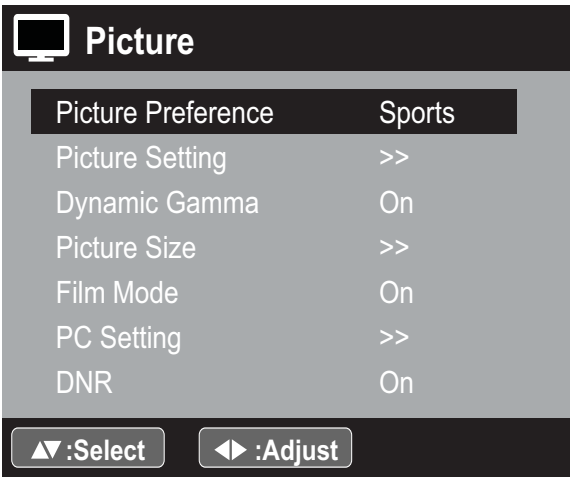 Picture
Picture Preference Sports
Picture Setting >>
Dynamic Gamma On
Picture Size >>
Film Mode On
PC Setting >>
DNR On
▲▼:Select ◀▶ :Adjust